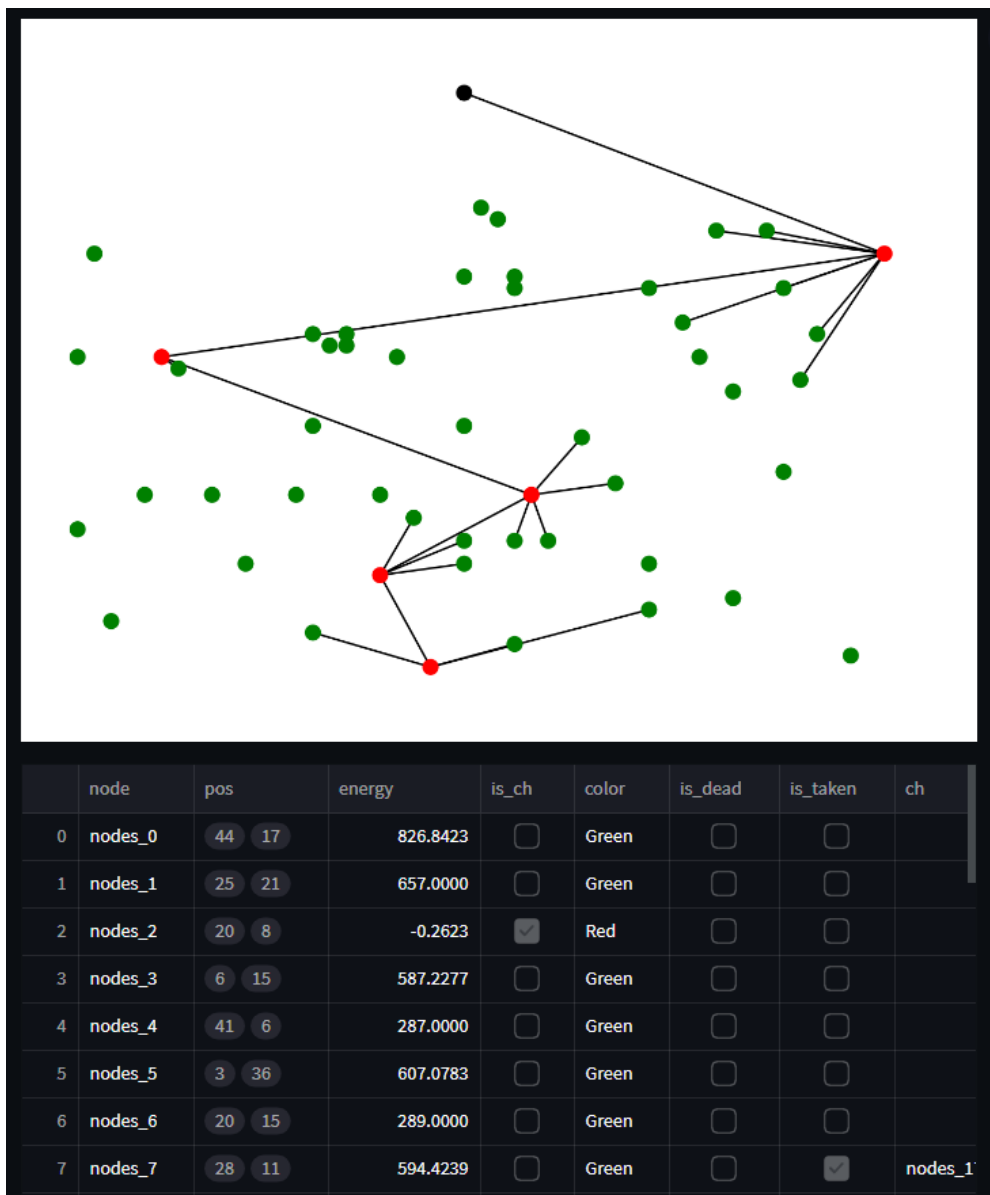 node pos energy is_ch color is_dead is_taken ch
0 nodes_0 44 17 826.8423 Green
1 nodes_1 25 21 657.0000 Green
2 nodes_2 20 8 -0.2623 Red
3 nodes_3 6 15 587.2277 Green
4 nodes_4 41 6 287.0000 Green
5 nodes_5 3 36 607.0783 Green
6 nodes_6 20 15 289.0000 Green
7 nodes_7 28 11 594.4239 Green